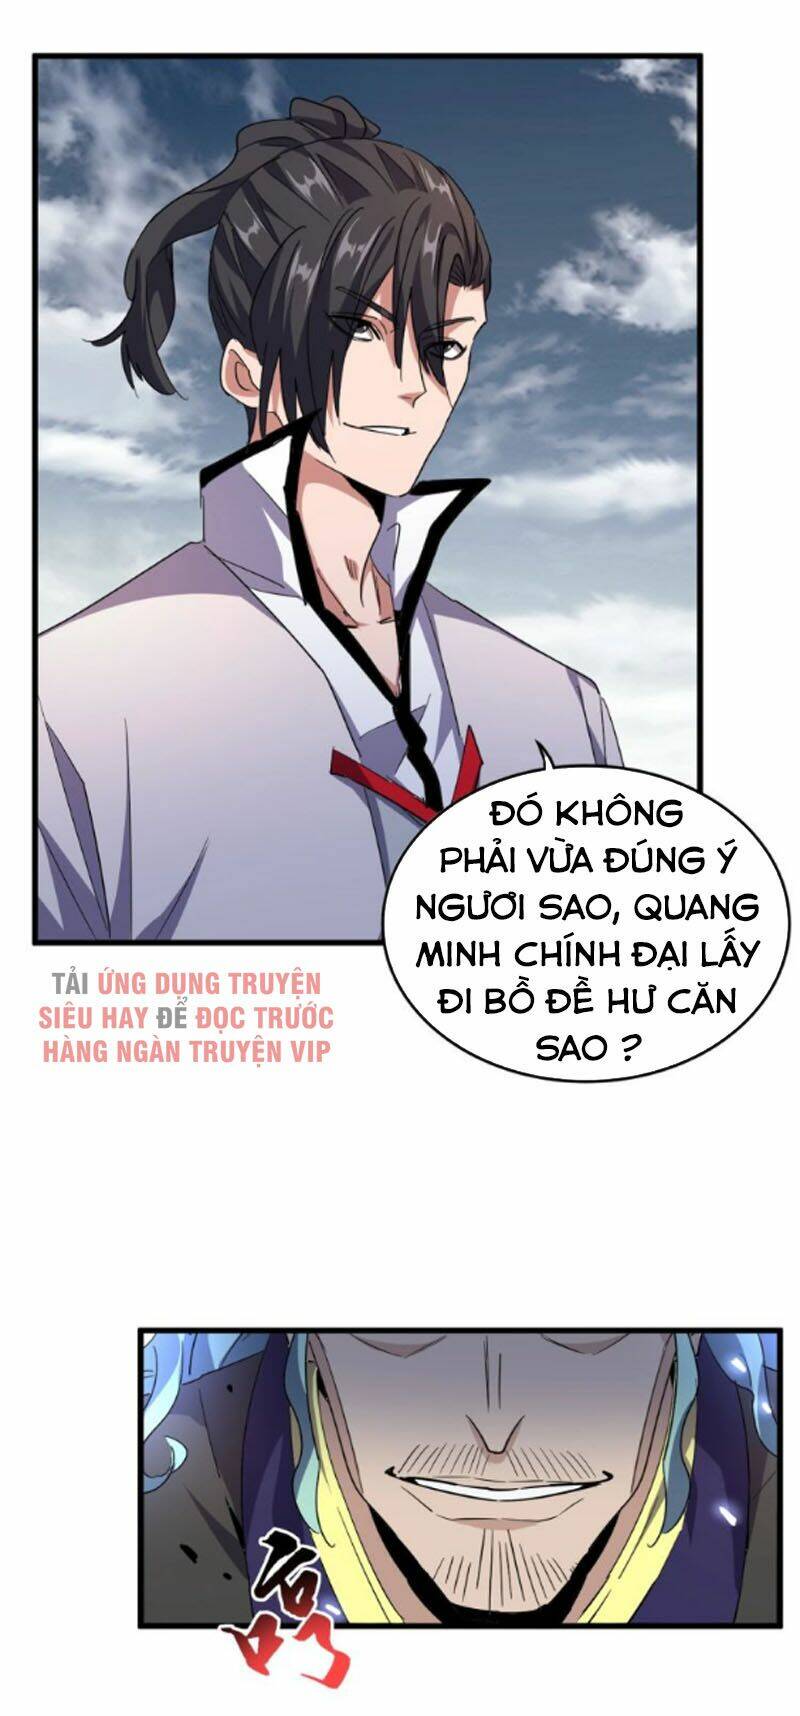 ĐÓ KHÔNG
PHẢI VỪA ĐÚNG Ý
NGƯƠI SAO, QUANG
MINH CHÍNH ĐẠI LẤY
ĐI BỒ ĐỀ HƯ CĂN
SAO ?
TẢI ỨNG DỤNG TRUYỆN
SIÊU HAY ĐỂ ĐỌC TRƯỚC
HÀNG NGÀN TRUYỆN VIP